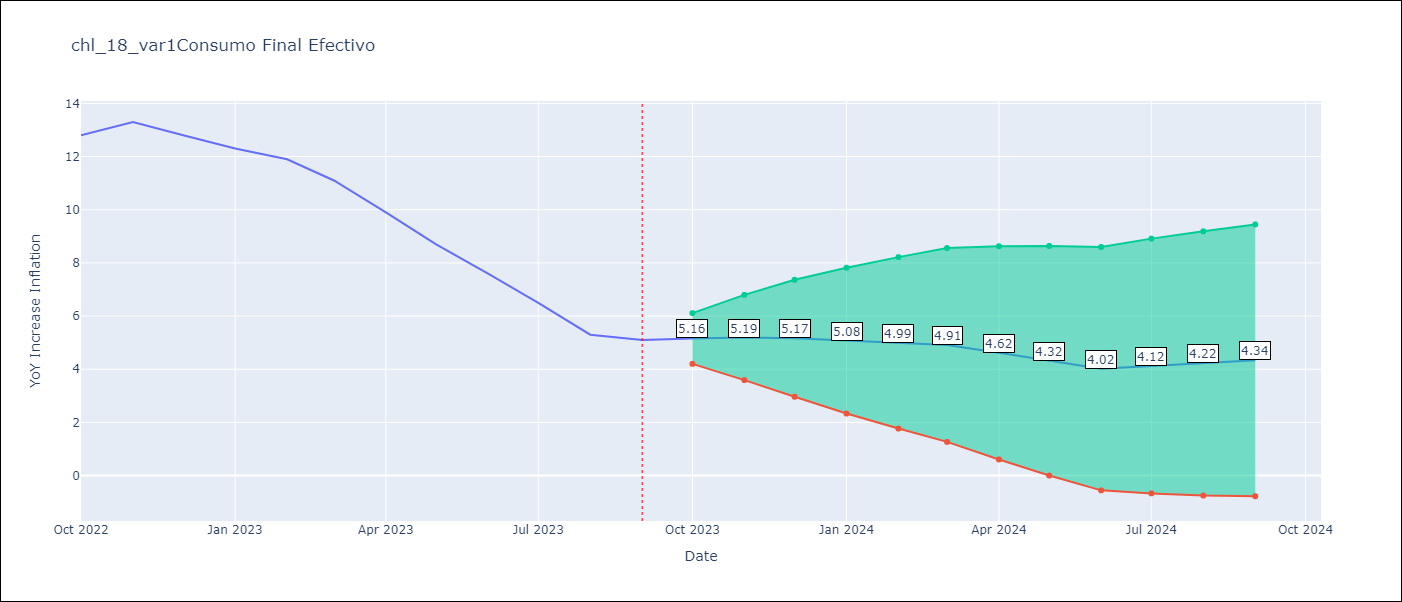 chl_18_var1Consumo Final Efectivo
14
12
10
8
6
4
2
0
YoY Increase Inflation
5.16 5.19 5.17 5.08 4.99 4.91 4.62 4.32 4.02 4.12 4.22 4.34
Oct 2022 Jan 2023 Apr 2023 Jul 2023 Oct 2023 Jan 2024 Apr 2024 Jul 2024 Oct 2024
Date